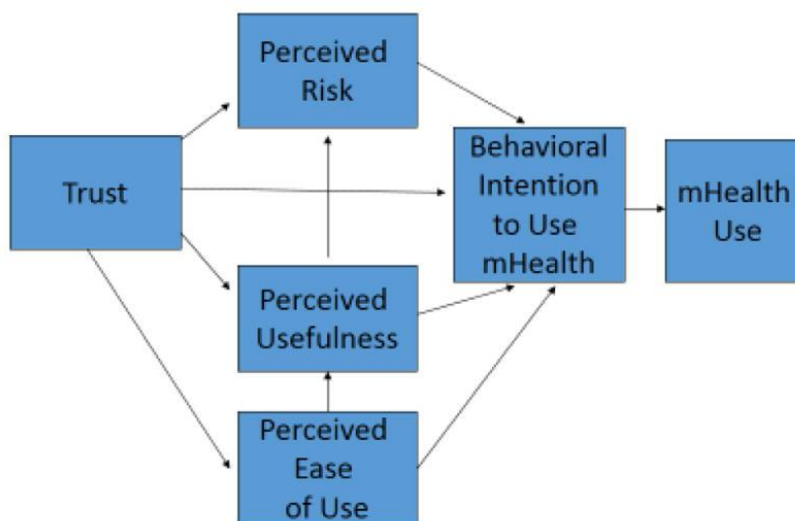 Perceived
Risk
Trust
Behavioral
Intention
to Use
mHealth
mHealth
Use
Perceived
Usefulness
Perceived
Ease
of Use